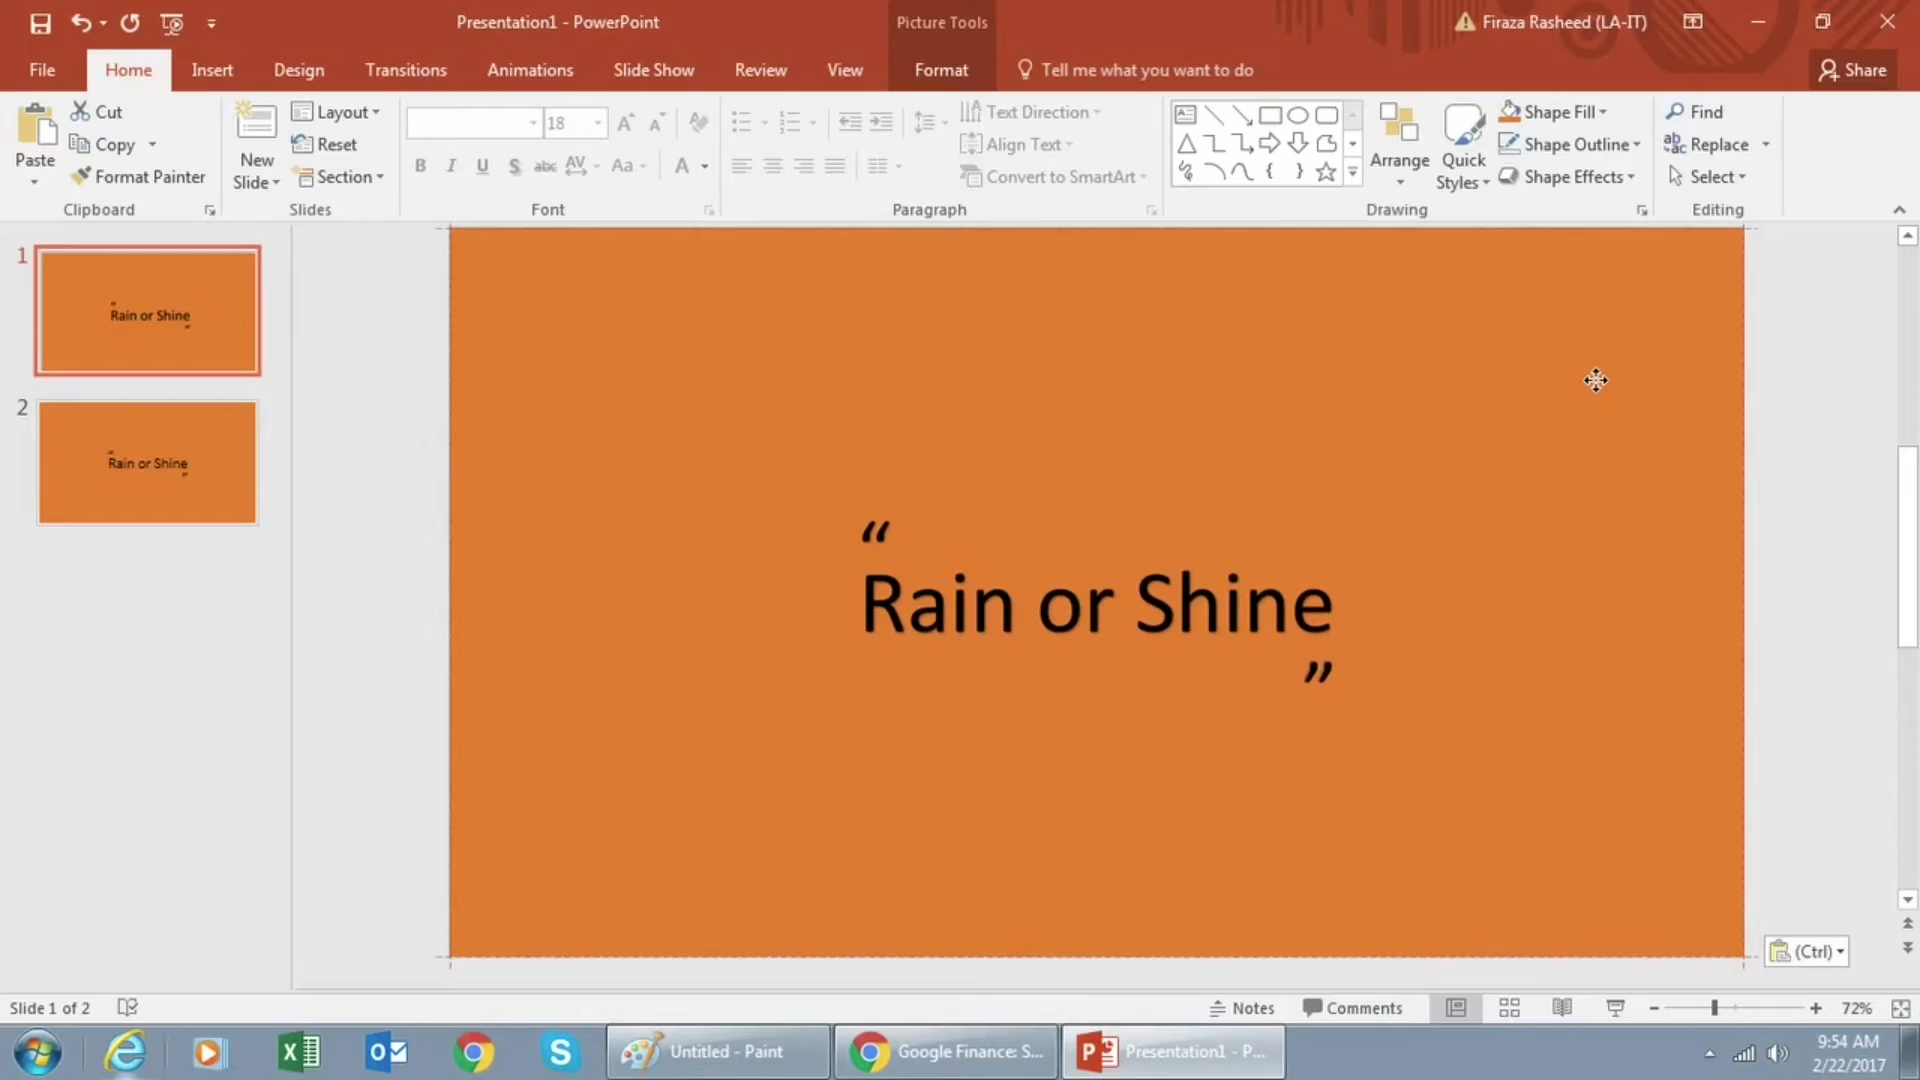 Presentation1 - PowerPoint
Picture Tools
Firaza Rasheed (LA-IT)
File
Home
Insert
Design
Transitions
Animations
Slide Show
Review
View
Format
Tell me what you want to do
Share
Paste
Cut
Copy
Format Painter
Clipboard
New
Slide
Layout
Reset
Section
Slides
18
B I U S abc AV Aa A
Font
Text Direction
Align Text
Convert to SmartArt
Paragraph
Arrange
Quick
Styles
Shape Fill
Shape Outline
Shape Effects
Drawing
Find
Replace
Select
Editing
1
“
Rain or Shine
”
2
“
Rain or Shine
”
“
Rain or Shine
”
(Ctrl)
Slide 1 of 2
Notes
Comments
72%
Untitled - Paint
Google Finance: S...
Presentation1 - P...
9:54 AM
2/22/2017